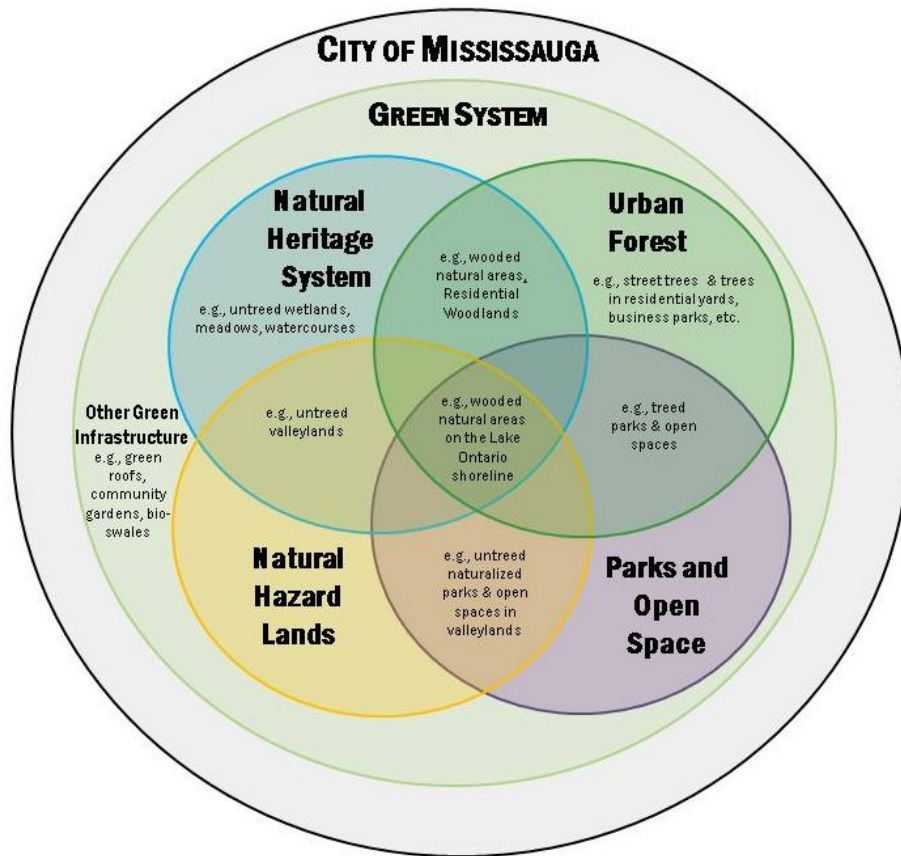 CITY OF MISSISSAUGA
GREEN SYSTEM
Natural
Heritage
System
e.g., untreed wetlands,
meadows, watercourses
e.g., wooded
natural areas,
Residential
Woodlands
Urban
Forest
e.g., street trees & trees
in residential yards,
business parks, etc.
Other Green
Infrastructure
e.g., green
roofs,
community
gardens, bio-
swales
e.g., untreed
valleylands
e.g., wooded
natural areas
on the Lake
Ontario
shoreline
e.g., treed
parks & open
spaces
Natural
Hazard
Lands
e.g., untreed
naturalized
parks & open
spaces in
valleylands
Parks and
Open
Space